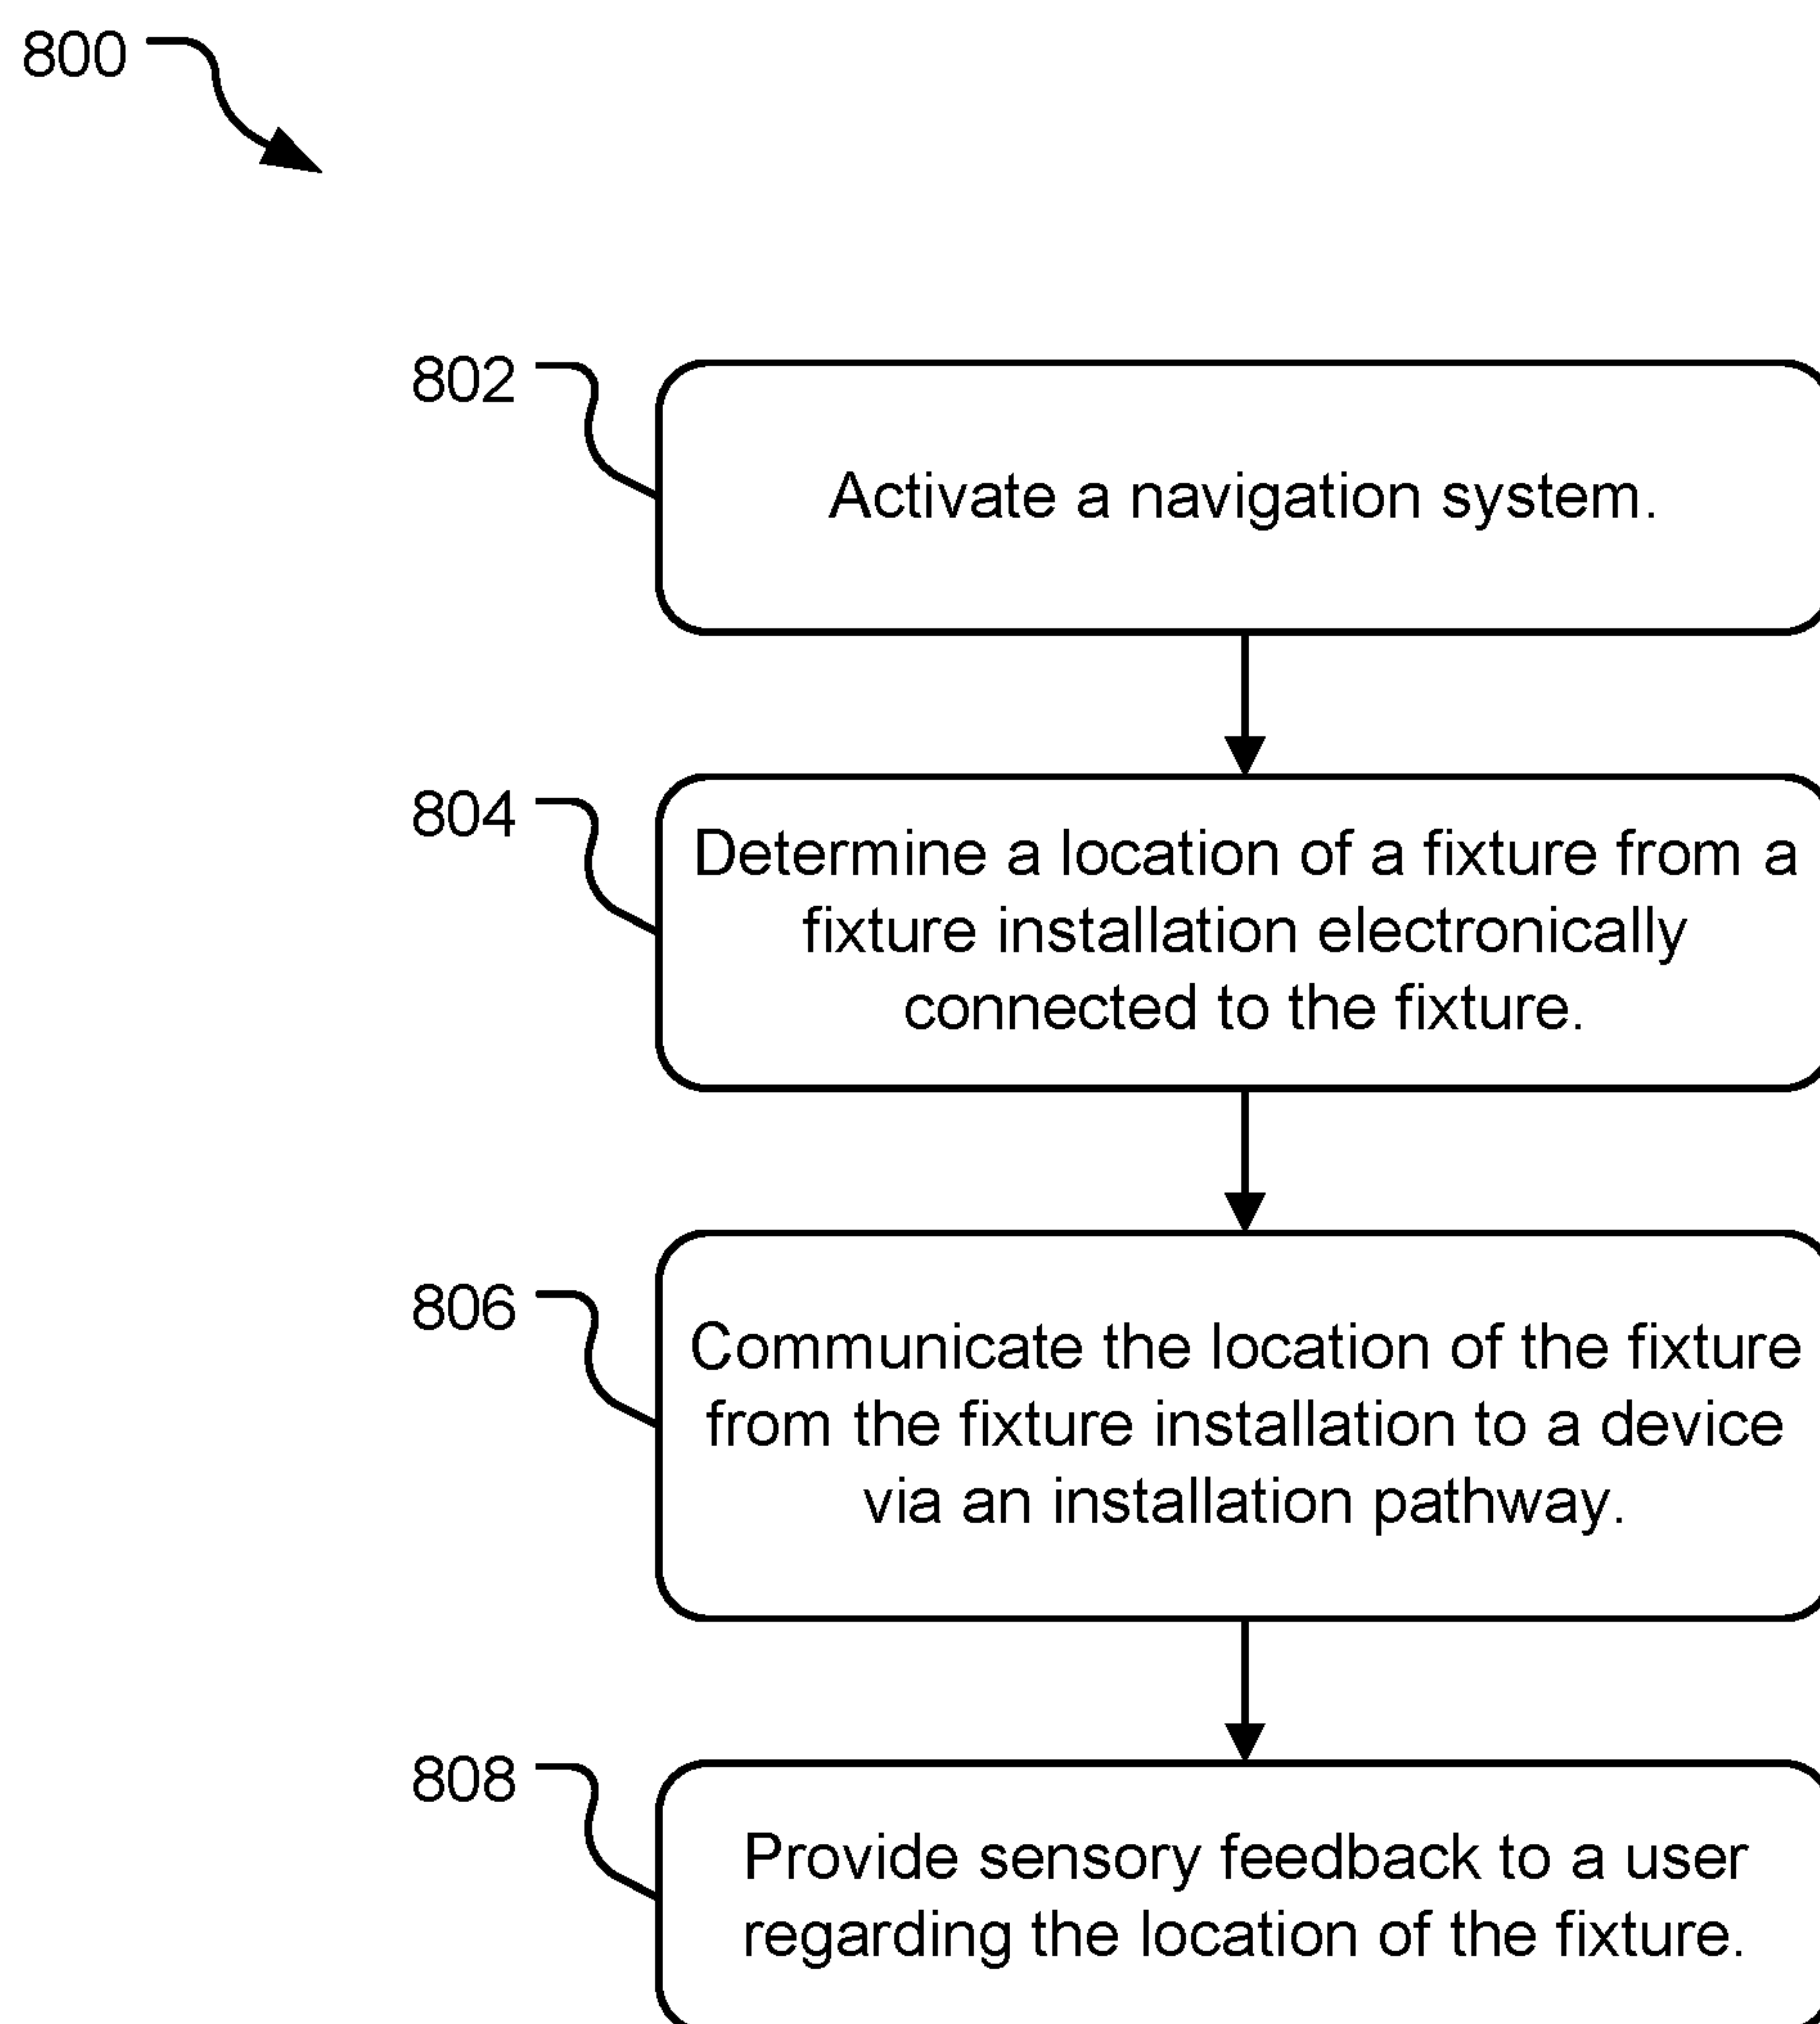 800
802
Activate a navigation system.
804
Determine a location of a fixture from a
fixture installation electronically
connected to the fixture.
806
Communicate the location of the fixture
from the fixture installation to a device
via an installation pathway.
808
Provide sensory feedback to a user
regarding the location of the fixture.